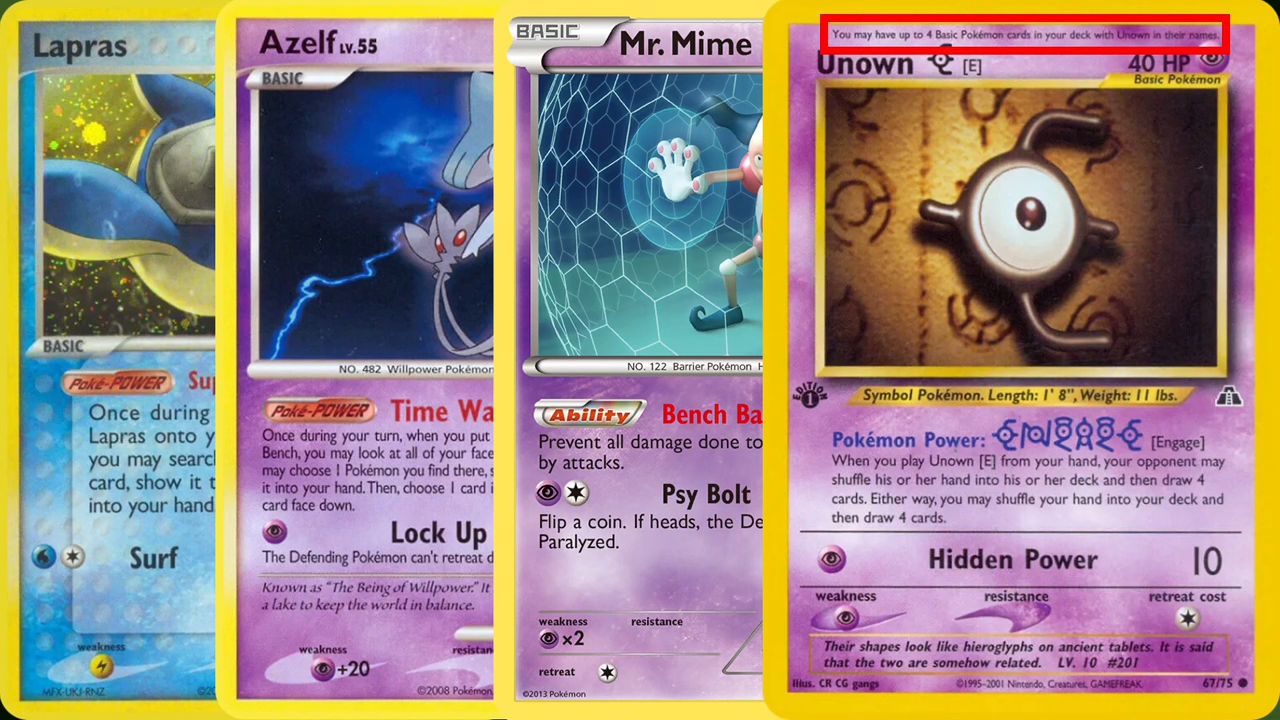 Lapras
BASIC
Poké-POWER Su
Once during
Lapras onto y
you may searc
card, show it t
into your hand
Surf
weakness
MFX-UKJ-RNZ
©20
Azelf LV.55
BASIC
NO. 482 Willpower Pokémon
Poké-POWER Time Wa
Once during your turn, when you put
Bench, you may look at all of your face
may choose 1 Pokémon you find there, s
it into your hand. Then, choose 1 card i
card face down.
Lock Up
The Defending Pokémon can't retreat d
Known as "The Being of Willpower." It
a lake to keep the world in balance.
weakness
+20
©2008 Pokémon
BASIC
Mr. Mime
NO. 122 Barrier Pokémon H
Ability Bench Ba
Prevent all damage done to
by attacks.
Psy Bolt
Flip a coin. If heads, the De
Paralyzed.
weakness resistance
×2
retreat
©2013 Pokémon
You may have up to 4 Basic Pokémon cards in your deck with Unown in their names.
Unown [E] 40 HP
Basic Pokémon
EDITION 1
Symbol Pokémon. Length: 1' 8", Weight: 11 lbs.
Pokémon Power: [Engage]
When you play Unown [E] from your hand, your opponent may
shuffle his or her hand into his or her deck and then draw 4
cards. Either way, you may shuffle your hand into your deck and
then draw 4 cards.
Hidden Power 10
weakness resistance retreat cost
Their shapes look like hieroglyphs on ancient tablets. It is said
that the two are somehow related. LV. 10 #201
Illus. CR CG gangs ©1995-2001 Nintendo, Creatures, GAMEFREAK. 67/75